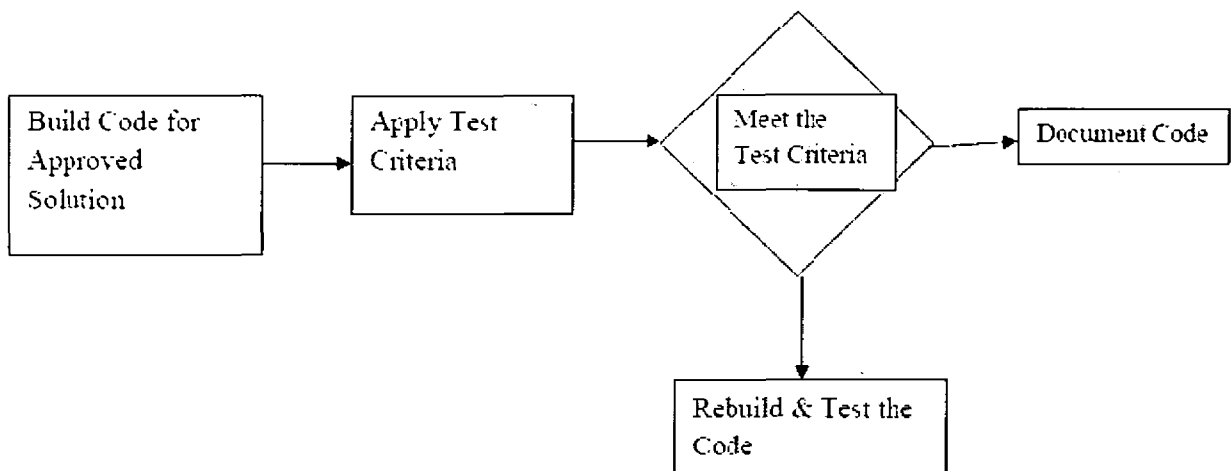 Build Code for
Approved
Solution
Apply Test
Criteria
Meet the
Test Criteria
Document Code
Rebuild & Test the
Code